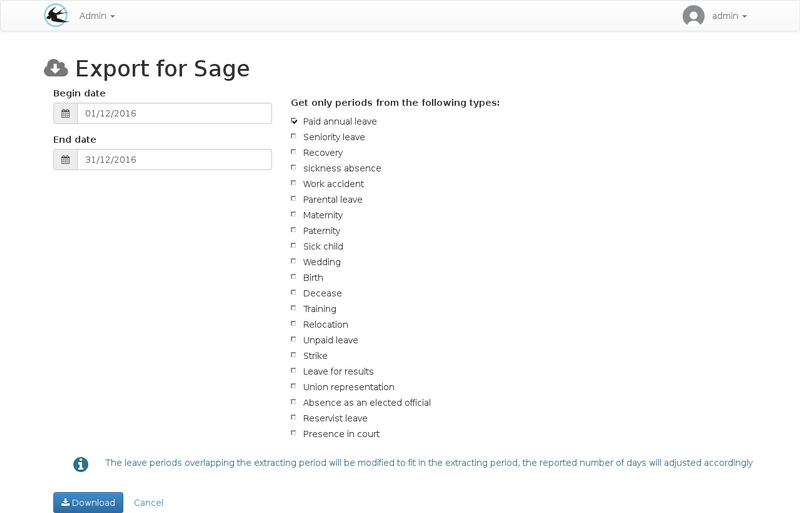 Admin
admin
Export for Sage
Begin date
01/12/2016
End date
31/12/2016
Get only periods from the following types:
Paid annual leave
Seniority leave
Recovery
sickness absence
Work accident
Parental leave
Maternity
Paternity
Sick child
Wedding
Birth
Decease
Training
Relocation
Unpaid leave
Strike
Leave for results
Union representation
Absence as an elected official
Reservist leave
Presence in court
The leave periods overlapping the extracting period will be modified to fit in the extracting period, the reported number of days will adjusted accordingly
Download Cancel